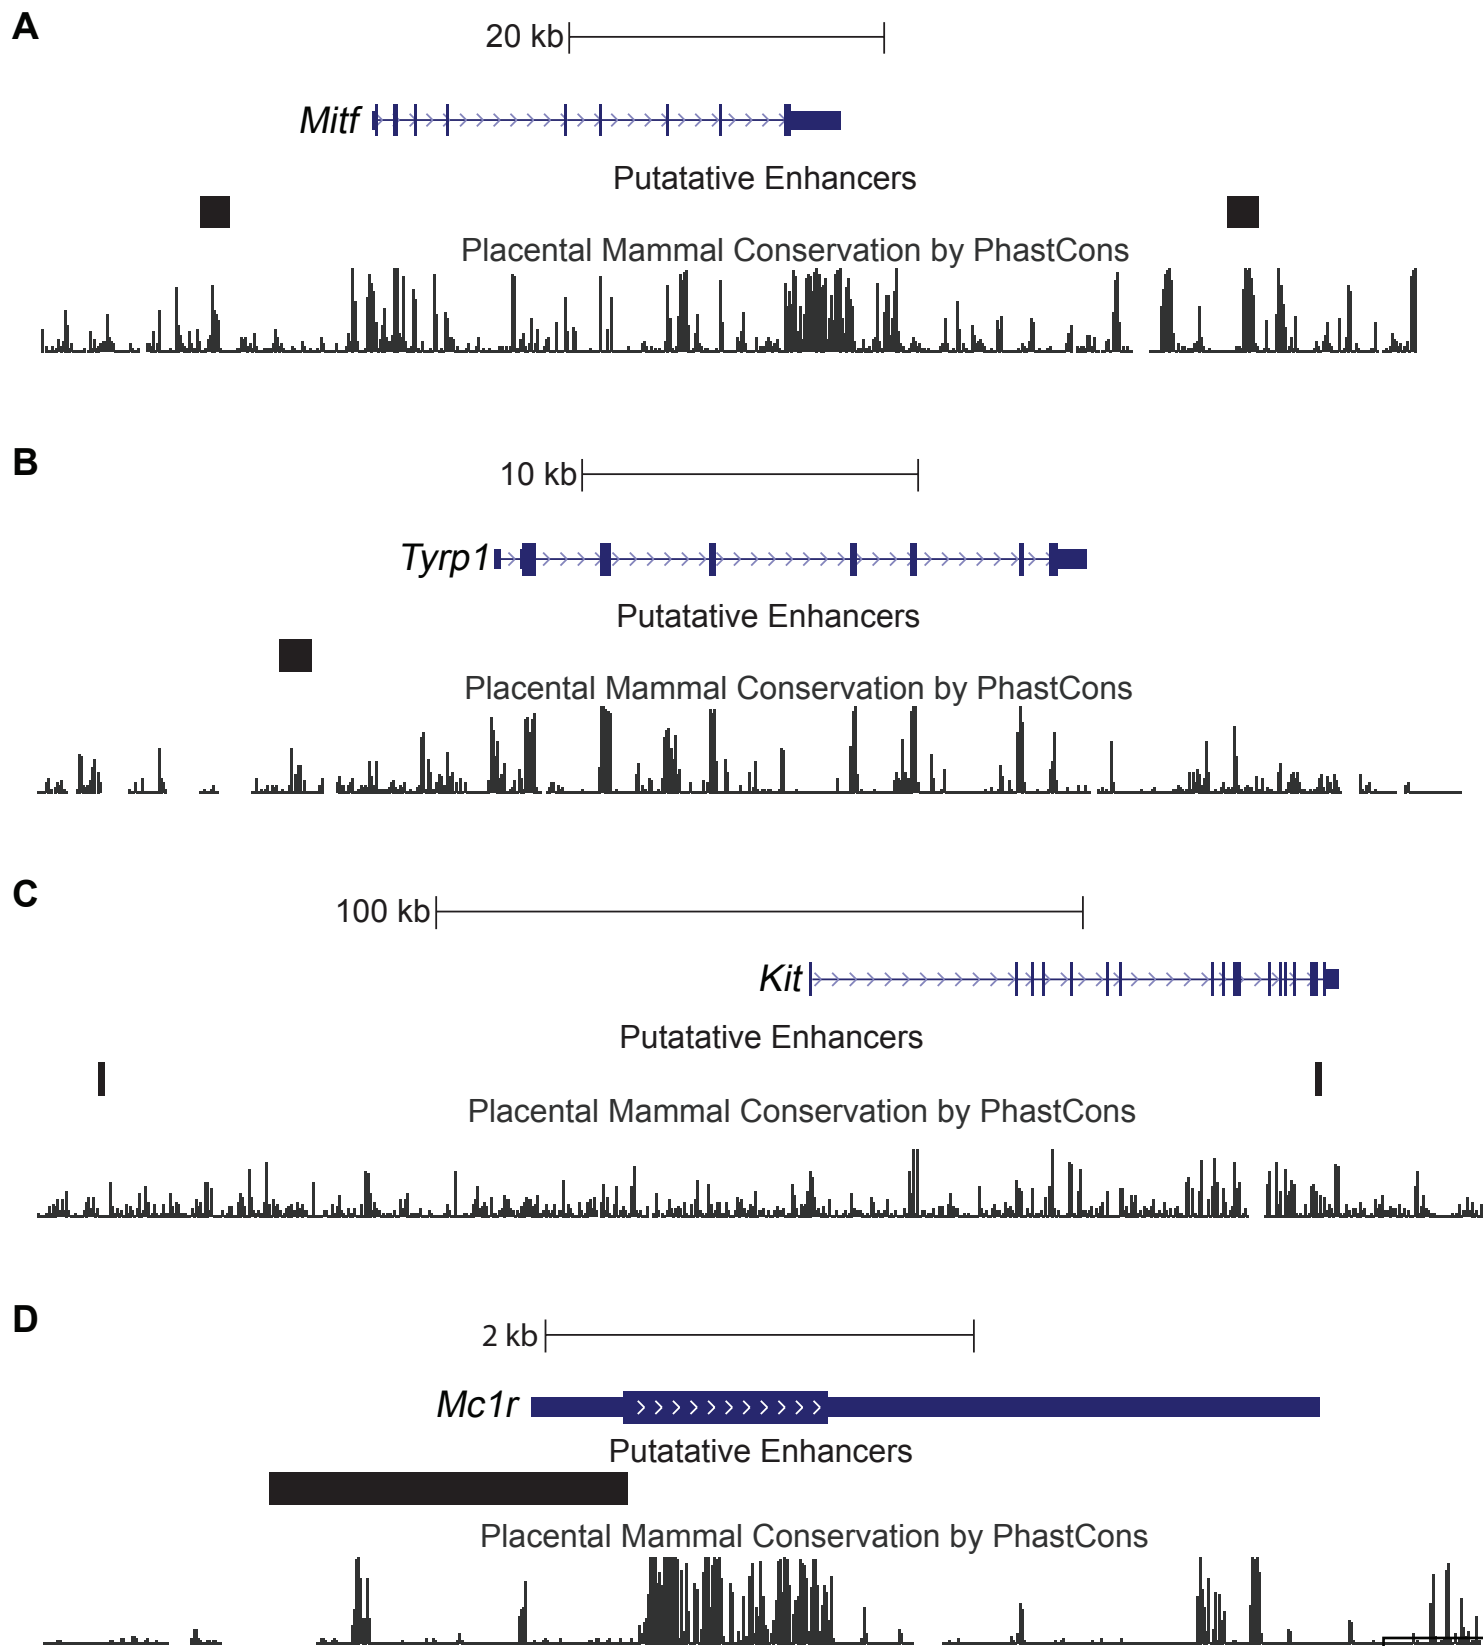 A
20 kb
Mitf
Putatative Enhancers
Placental Mammal Conservation by PhastCons
B
10 kb
Tyrp1
Putatative Enhancers
Placental Mammal Conservation by PhastCons
C
100 kb
Kit
Putatative Enhancers
Placental Mammal Conservation by PhastCons
D
2 kb
Mc1r
Putatative Enhancers
Placental Mammal Conservation by PhastCons